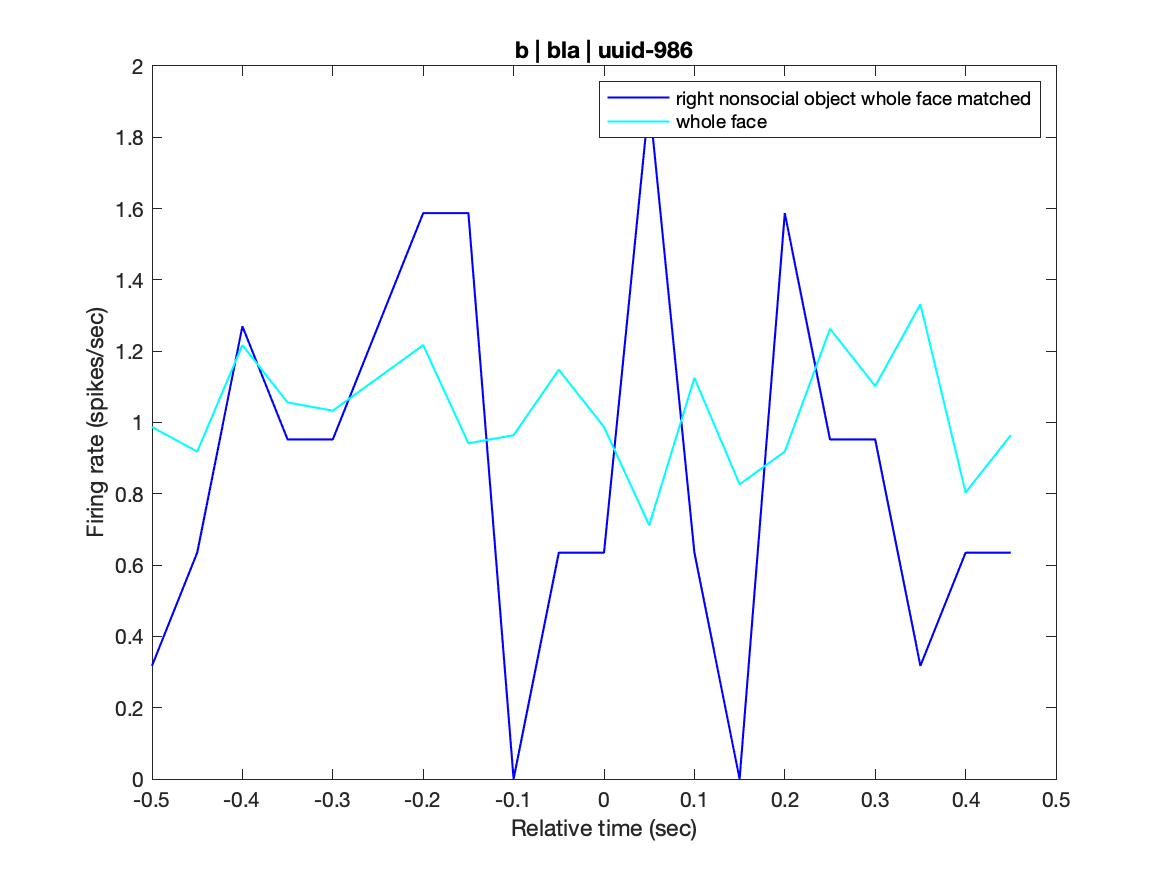 b | bla | uuid-986
right nonsocial object whole face matched
whole face
Firing rate (spikes/sec)
2
1.8
1.6
1.4
1.2
1
0.8
0.6
0.4
0.2
0
-0.5 -0.4 -0.3 -0.2 -0.1 0 0.1 0.2 0.3 0.4 0.5
Relative time (sec)